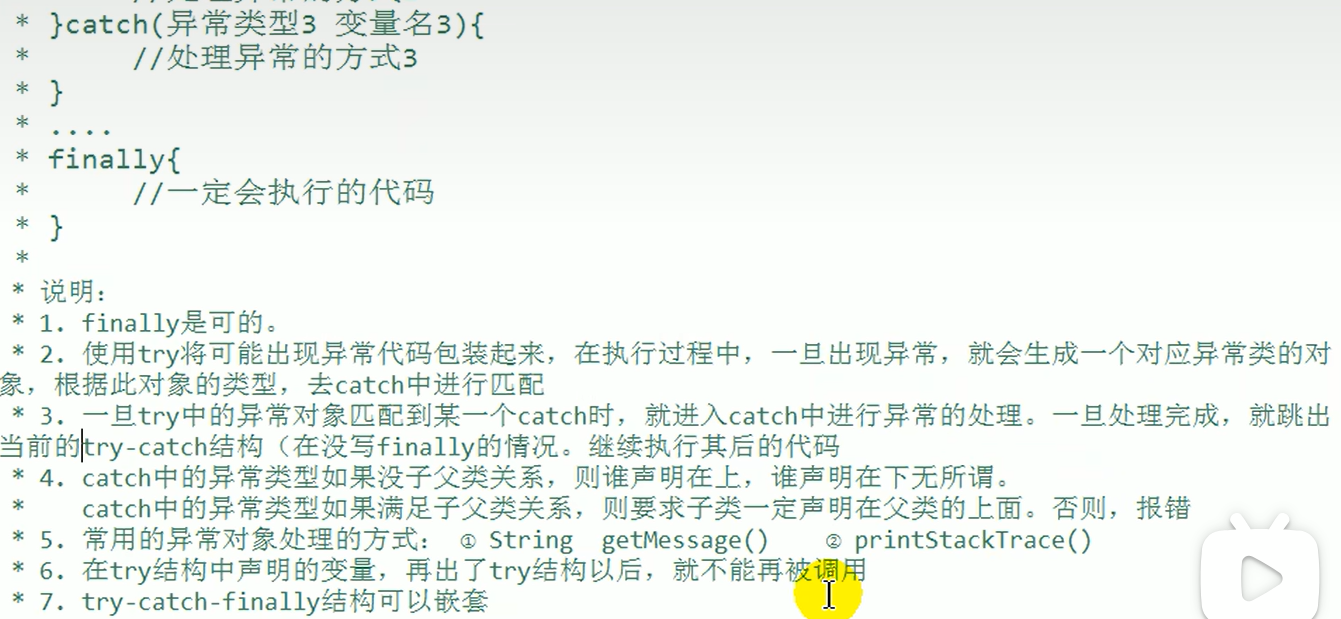 * }catch(异常类型3 变量名3){
* //处理异常的方式3
* }
* ....
* finally{
* //一定会执行的代码
* }
*
* 说明：
* 1. finally是可的。
* 2. 使用try将可能出现异常代码包装起来，在执行过程中，一旦出现异常，就会生成一个对应异常类的对
象，根据此对象的类型，去catch中进行匹配
* 3. 一旦try中的异常对象匹配到某一个catch时，就进入catch中进行异常的处理。一旦处理完成，就跳出
当前的try-catch结构（在没写finally的情况。继续执行其后的代码
* 4. catch中的异常类型如果没子父类关系，则谁声明在上，谁声明在下无所谓。
* catch中的异常类型如果满足子父类关系，则要求子类一定声明在父类的上面。否则，报错
* 5. 常用的异常对象处理的方式： ① String getMessage() ② printStackTrace()
* 6. 在try结构中声明的变量，再出了try结构以后，就不能再被调用
* 7. try-catch-finally结构可以嵌套